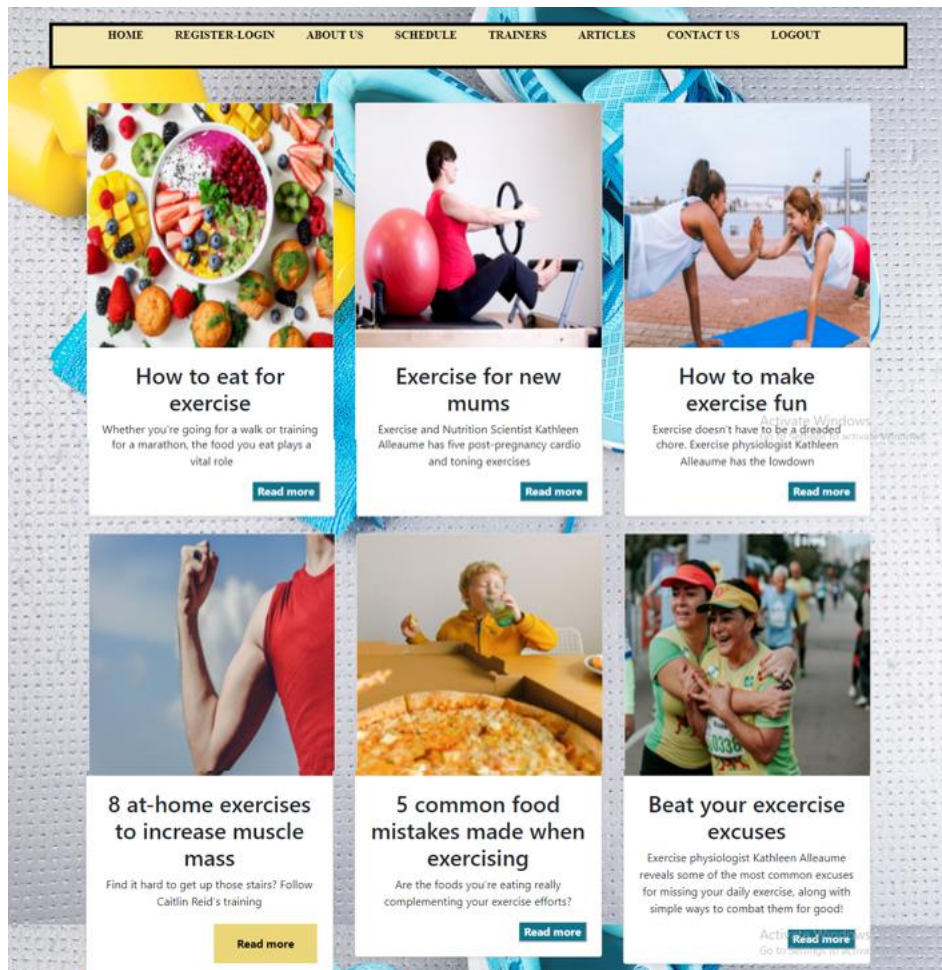 HOME REGISTER-LOGIN ABOUT US SCHEDULE TRAINERS ARTICLES CONTACT US LOGOUT
How to eat for
exercise
Whether you're going for a walk or training
for a marathon, the food you eat plays a
vital role
Read more
Exercise for new
mums
Exercise and Nutrition Scientist Kathleen
Alleaume has five post-pregnancy cardio
and toning exercises
Read more
How to make
exercise fun
Activate Windows
Exercise doesn't have to be a dreaded
chore. Exercise physiologist Kathleen
Alleaume has the lowdown
Read more
8 at-home exercises
to increase muscle
mass
Find it hard to get up those stairs? Follow
Caitlin Reid's training
Read more
5 common food
mistakes made when
exercising
Are the foods you're eating really
complementing your exercise efforts?
Read more
Beat your excercise
excuses
Exercise physiologist Kathleen Alleaume
reveals some of the most common excuses
for missing your daily exercise, along with
simple ways to combat them for good!
Read more